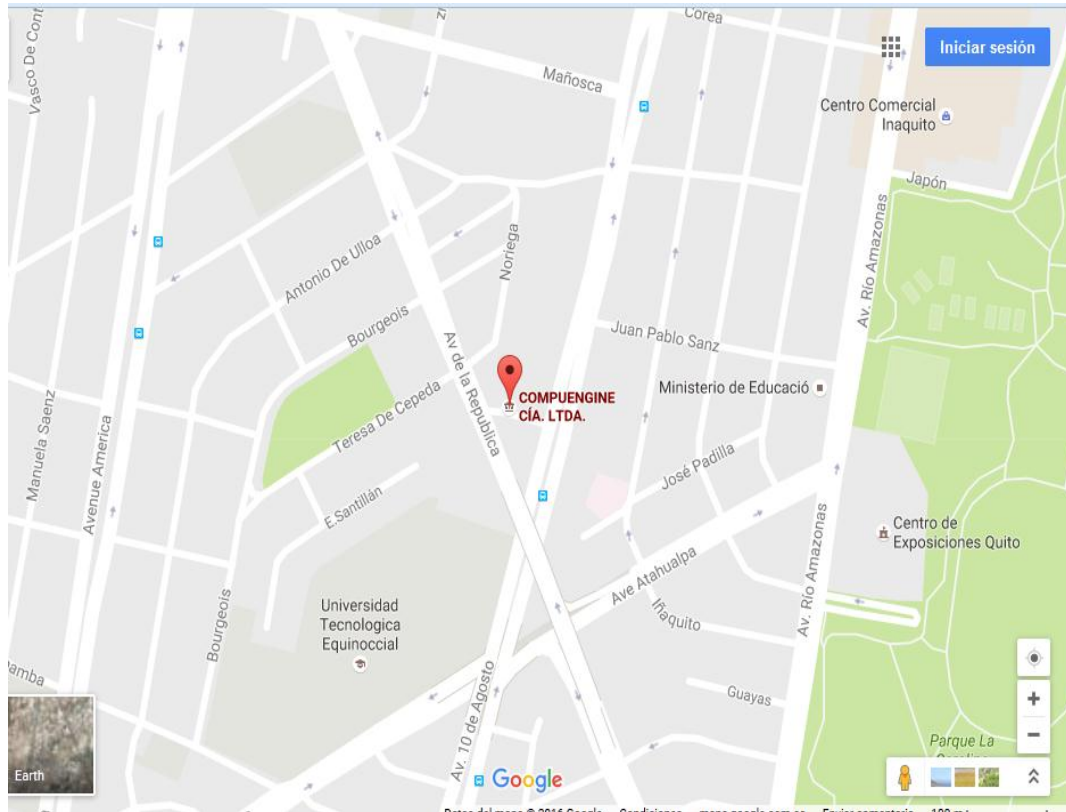 Corea
Iniciar sesión
Vasco De Cont
Mañosca
Centro Comercial
Inaquito
Japón
Antonio De Ulloa
Noriega
Av. Río Amazonas
Bourgeois
Juan Pablo Sanz
Av de la Republica
Ministerio de Educació
COMPUENGINE
CÍA. LTDA.
Teresa De Cepeda
Manuela Saenz
Avenue America
José Padilla
E.Santillán
Centro de
Exposiciones Quito
Av. Río Amazonas
Ave Atahualpa
Universidad
Tecnologica
Equinoccial
Iñaquito
Bourgeois
Guayas
Av. 10 de Agosto
Parque La
Earth
Google